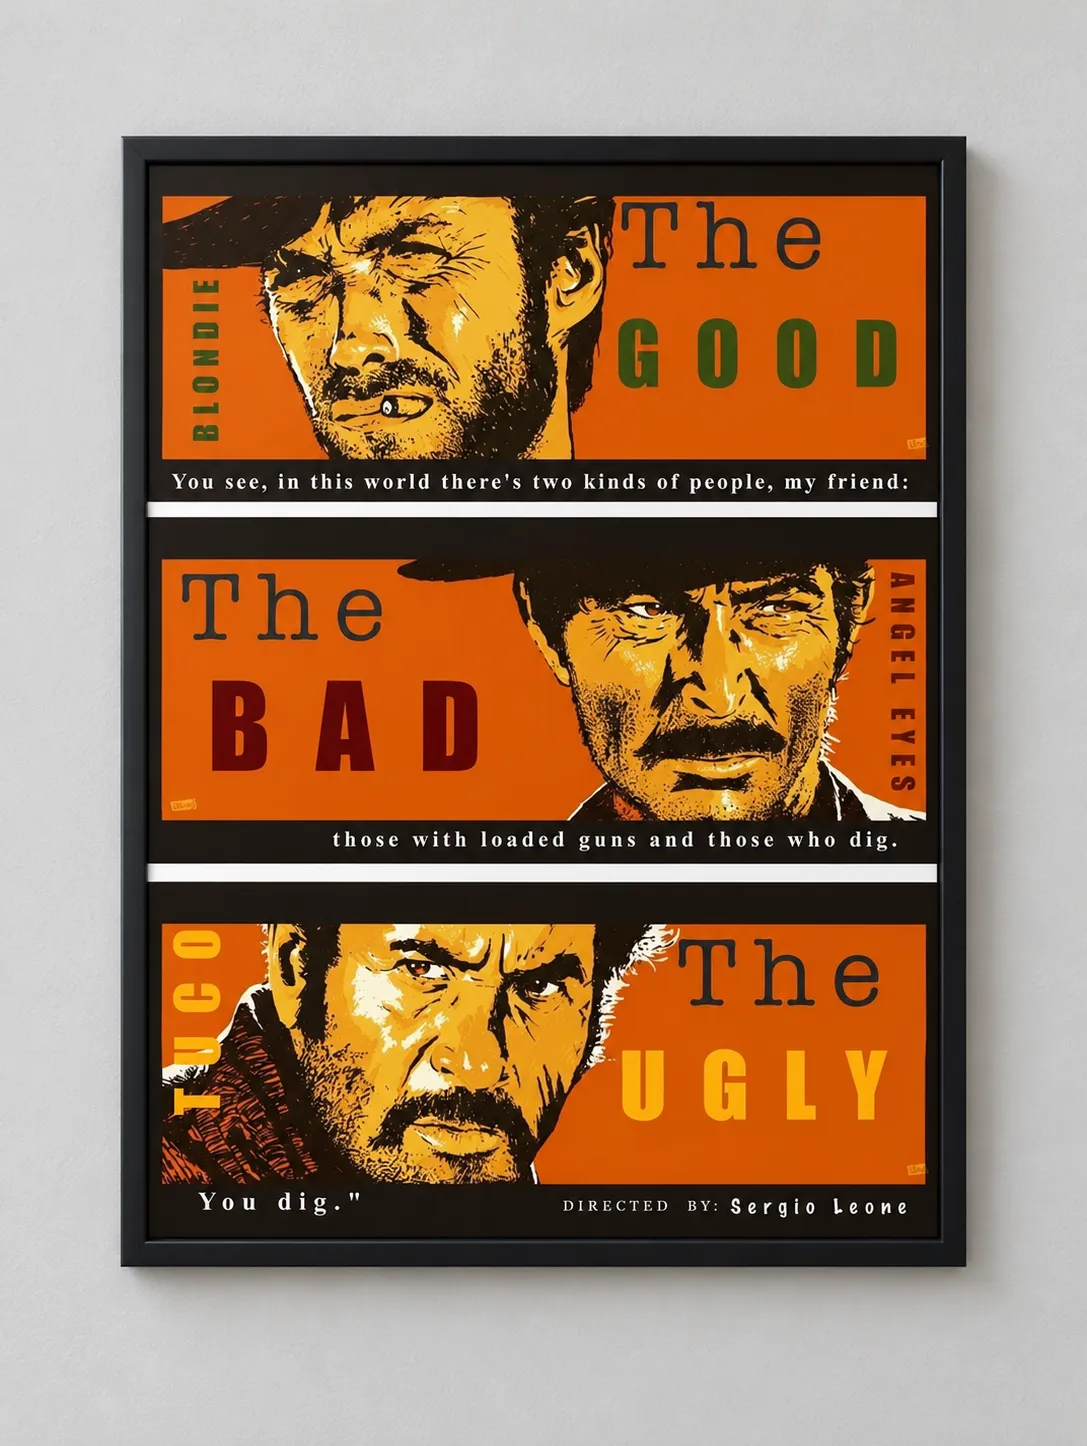 The
GOOD
BLONDIE
You see, in this world there's two kinds of people, my friend:
The
BAD
ANGEL EYES
those with loaded guns and those who dig.
TUCO
The
UGLY
You dig."
DIRECTED BY: Sergio Leone